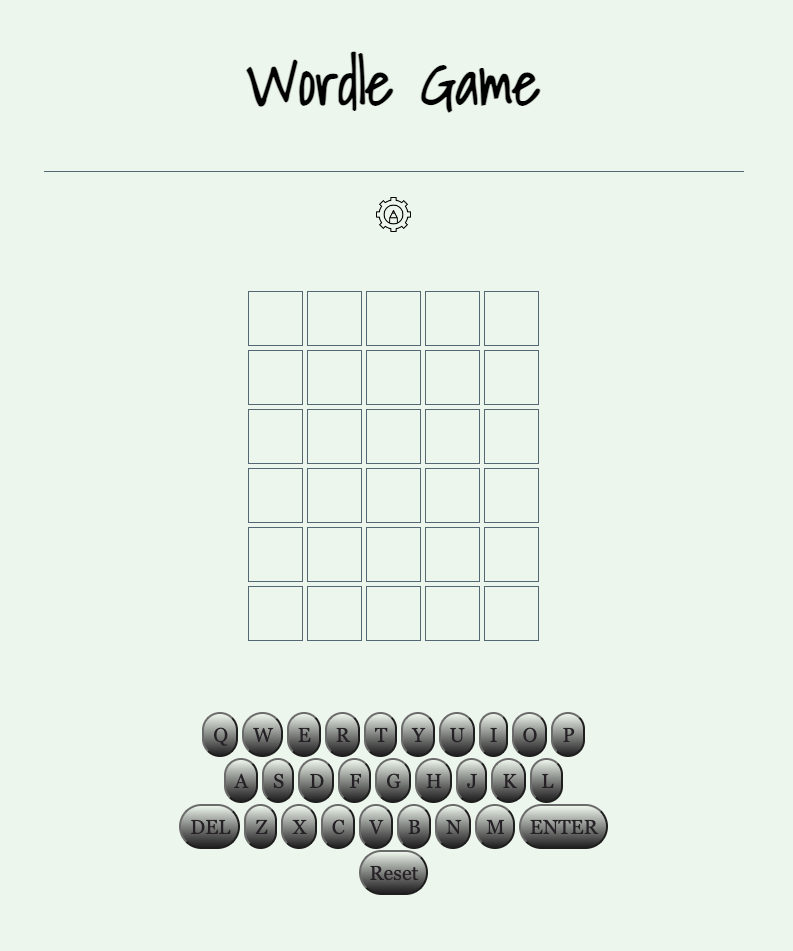 Wordle Game
A
Q W E R T Y U I O P
A S D F G H J K L
DEL Z X C V B N M ENTER
Reset